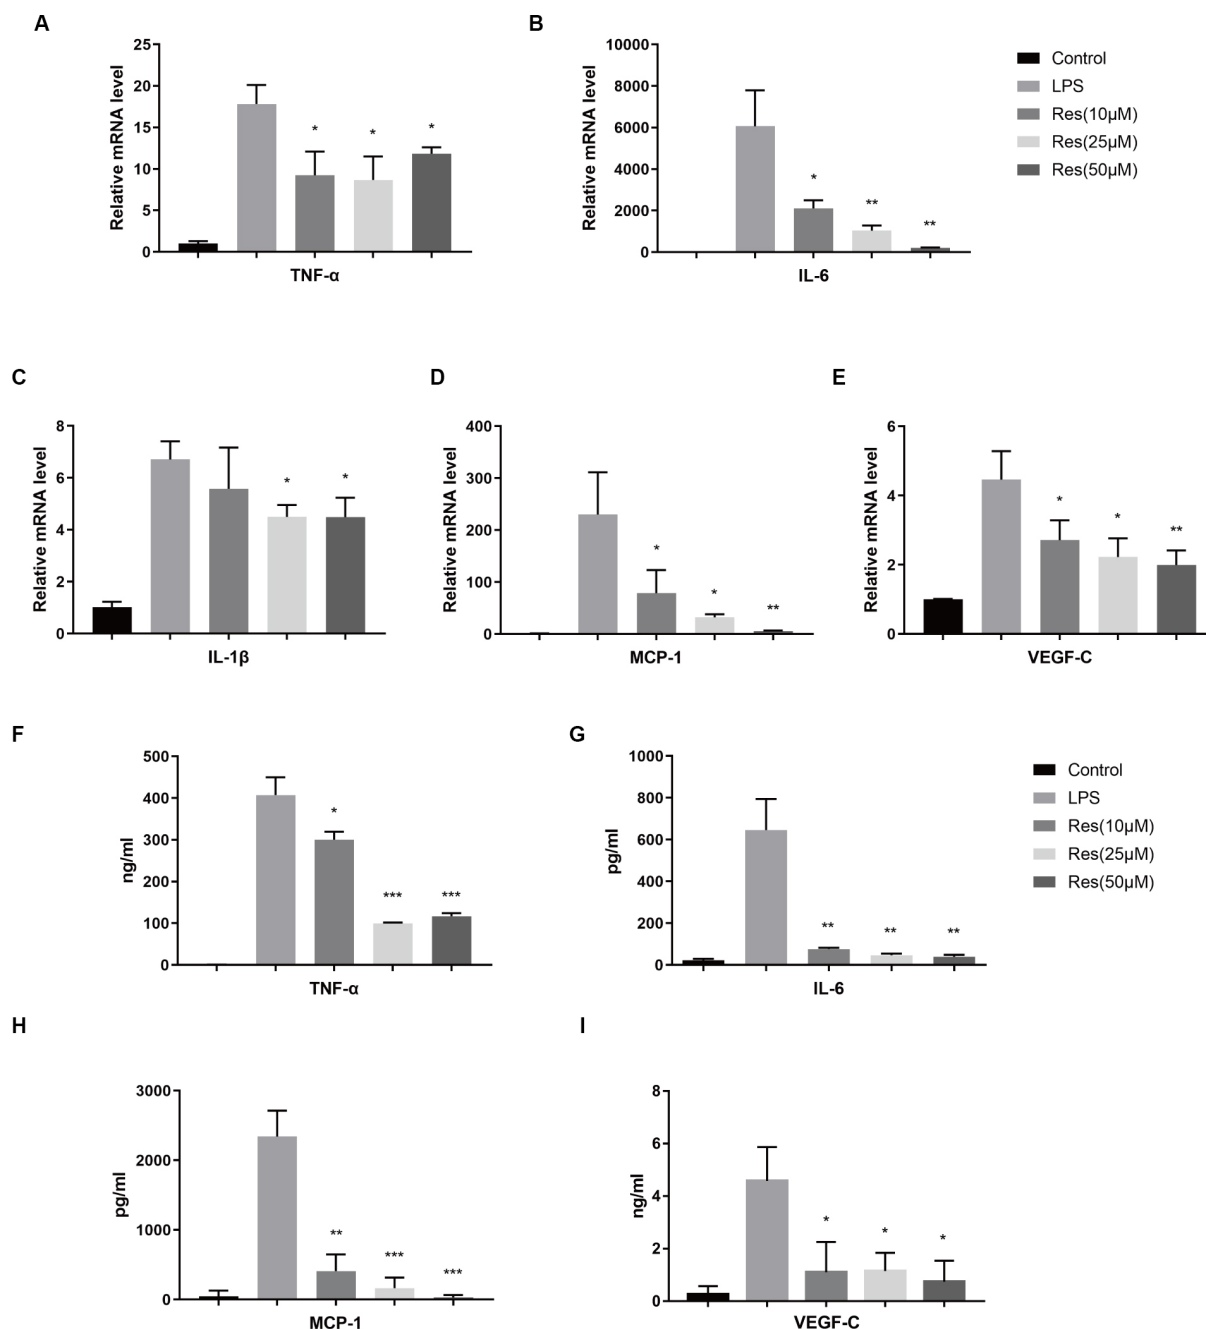 A
B
25
20
15
10
5
0
Relative mRNA level
* * *
TNF-α
10000
8000
6000
4000
2000
0
Relative mRNA level
* ** **
IL-6
Control
LPS
Res(10μM)
Res(25μM)
Res(50μM)
C
D
E
8
6
4
2
0
Relative mRNA level
* *
IL-1β
400
300
200
100
0
Relative mRNA level
* * **
MCP-1
6
4
2
0
Relative mRNA level
* * **
VEGF-C
F
G
500
400
300
200
100
0
ng/ml
* *** ***
TNF-α
1000
800
600
400
200
0
pg/ml
** ** **
IL-6
Control
LPS
Res(10μM)
Res(25μM)
Res(50μM)
H
I
3000
2000
1000
0
pg/ml
** *** ***
MCP-1
8
6
4
2
0
ng/ml
* * *
VEGF-C